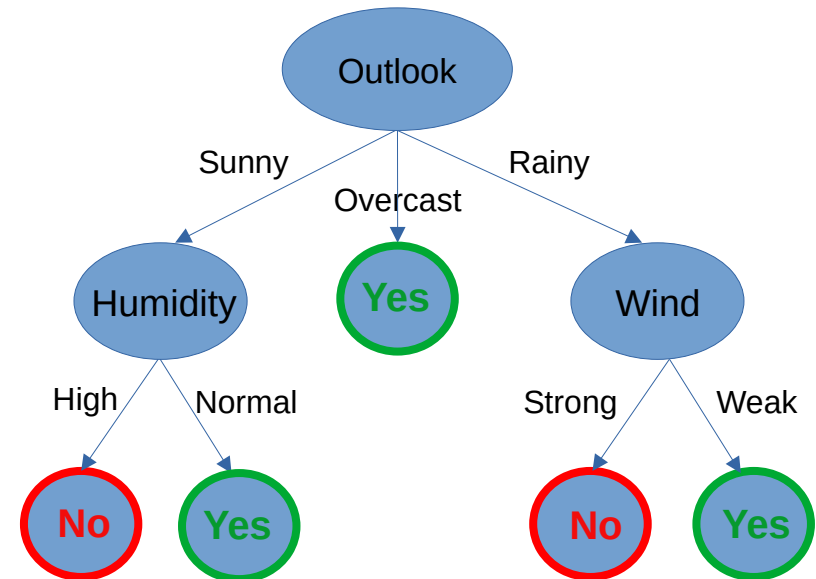 Outlook
Sunny
Rainy
Overcast
Humidity
Yes
Wind
High
Normal
Strong
Weak
No
Yes
No
Yes